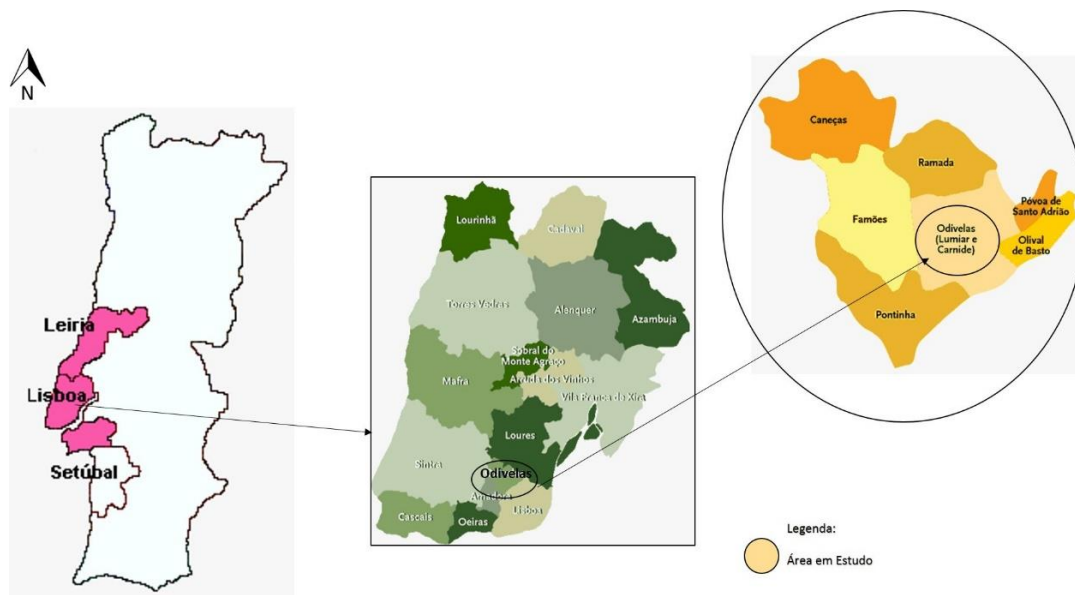 N
Leiria
Lisboa
Setúbal
Lourinhã
Cadaval
Torres Vedras
Alenquer
Azambuja
Sobral do
Monte Agraço
Mafra
Arruda dos Vinhos
Vila Franca de Xira
Loures
Sintra
Odivelas
Amadora
Lisboa
Cascais
Oeiras
Caneças
Ramada
Famões
Póvoa de
Santo Adrião
Odivelas
(Lumiar e
Carnide)
Olival
de Basto
Pontinha
Legenda:
Área em Estudo